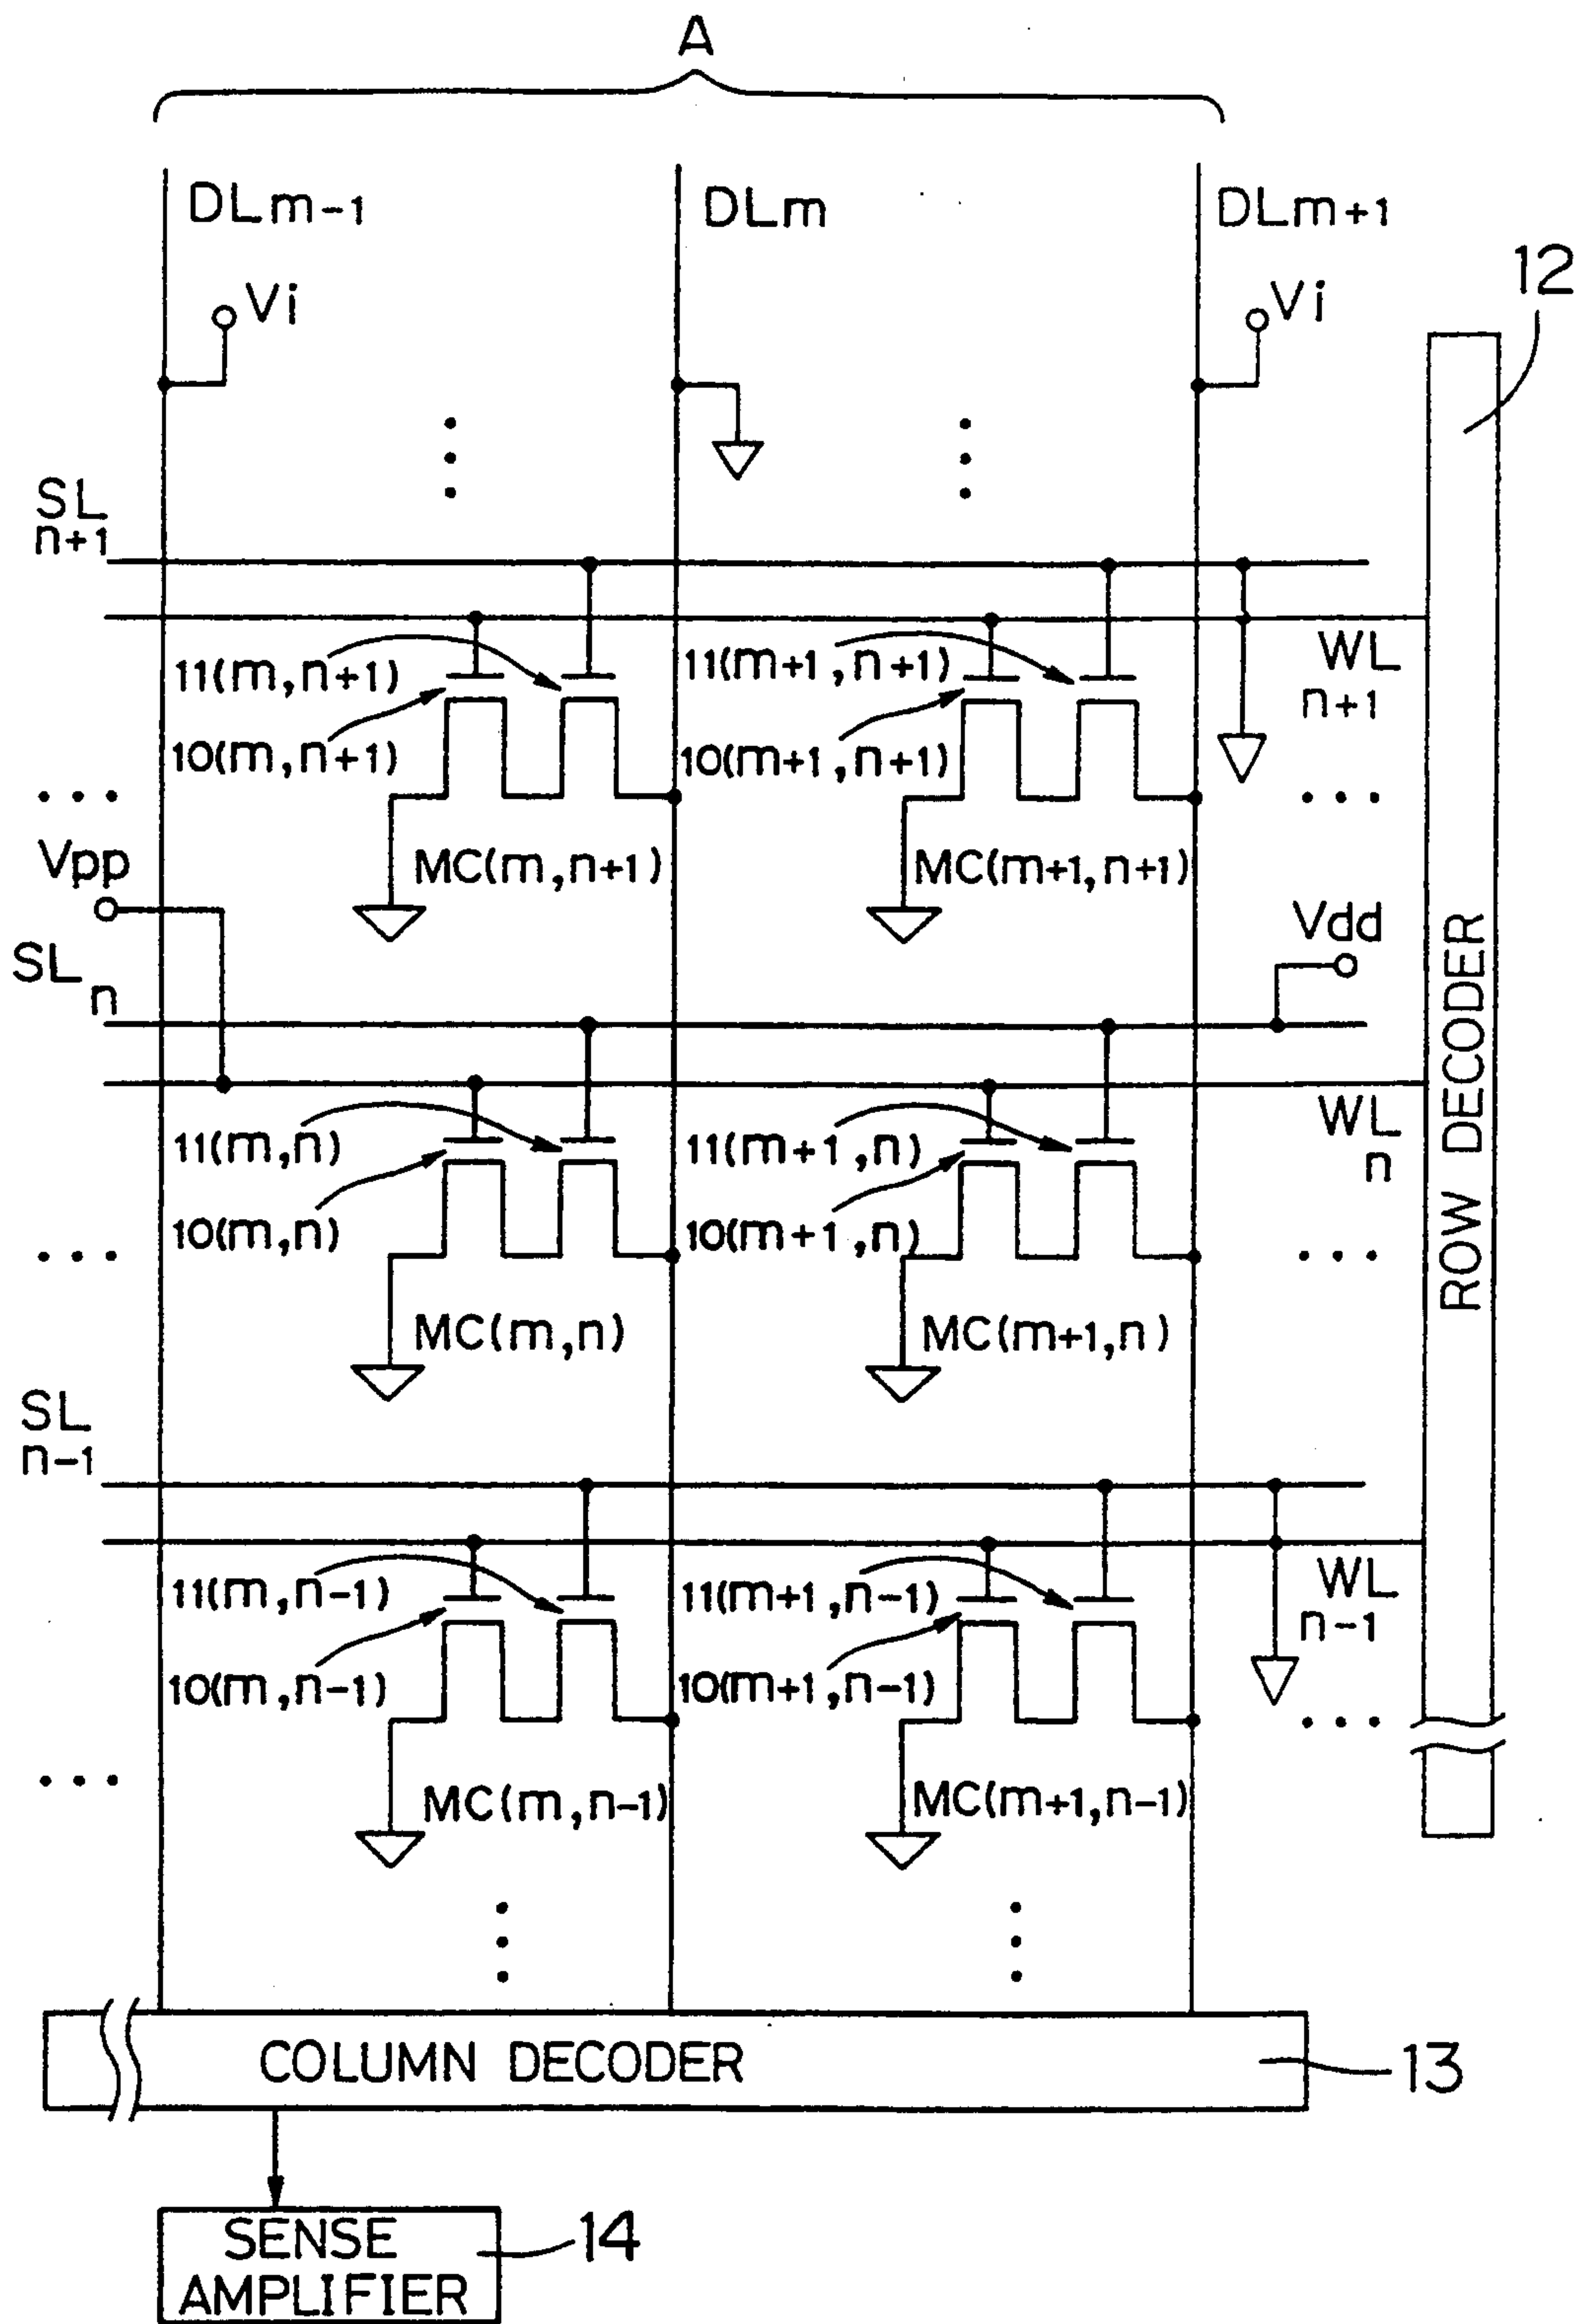 A
DLm-1
DLm
DLm+1
Vi
Vi
12
SL
n+1
11(m,n+1)
11(m+1,n+1)
WL
n+1
10(m,n+1)
10(m+1,n+1)
MC(m,n+1)
MC(m+1,n+1)
Vpp
Vdd
SL
n
ROW DECODER
WL
n
11(m,n)
11(m+1,n)
10(m,n)
10(m+1,n)
MC(m,n)
MC(m+1,n)
SL
n-1
11(m,n-1)
11(m+1,n-1)
WL
n-1
10(m,n-1)
10(m+1,n-1)
MC(m,n-1)
MC(m+1,n-1)
COLUMN DECODER
13
SENSE
AMPLIFIER
14